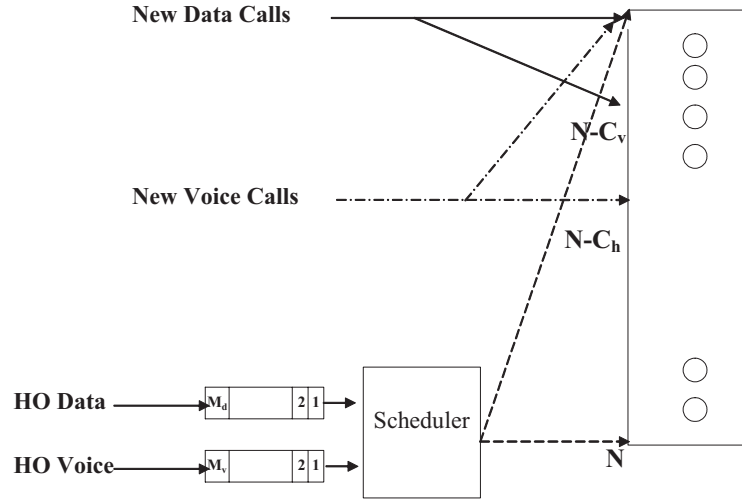 New Data Calls
N-Cv
New Voice Calls
N-Ch
HO Data
Md 2 1
Scheduler
HO Voice
Mv 2 1
N